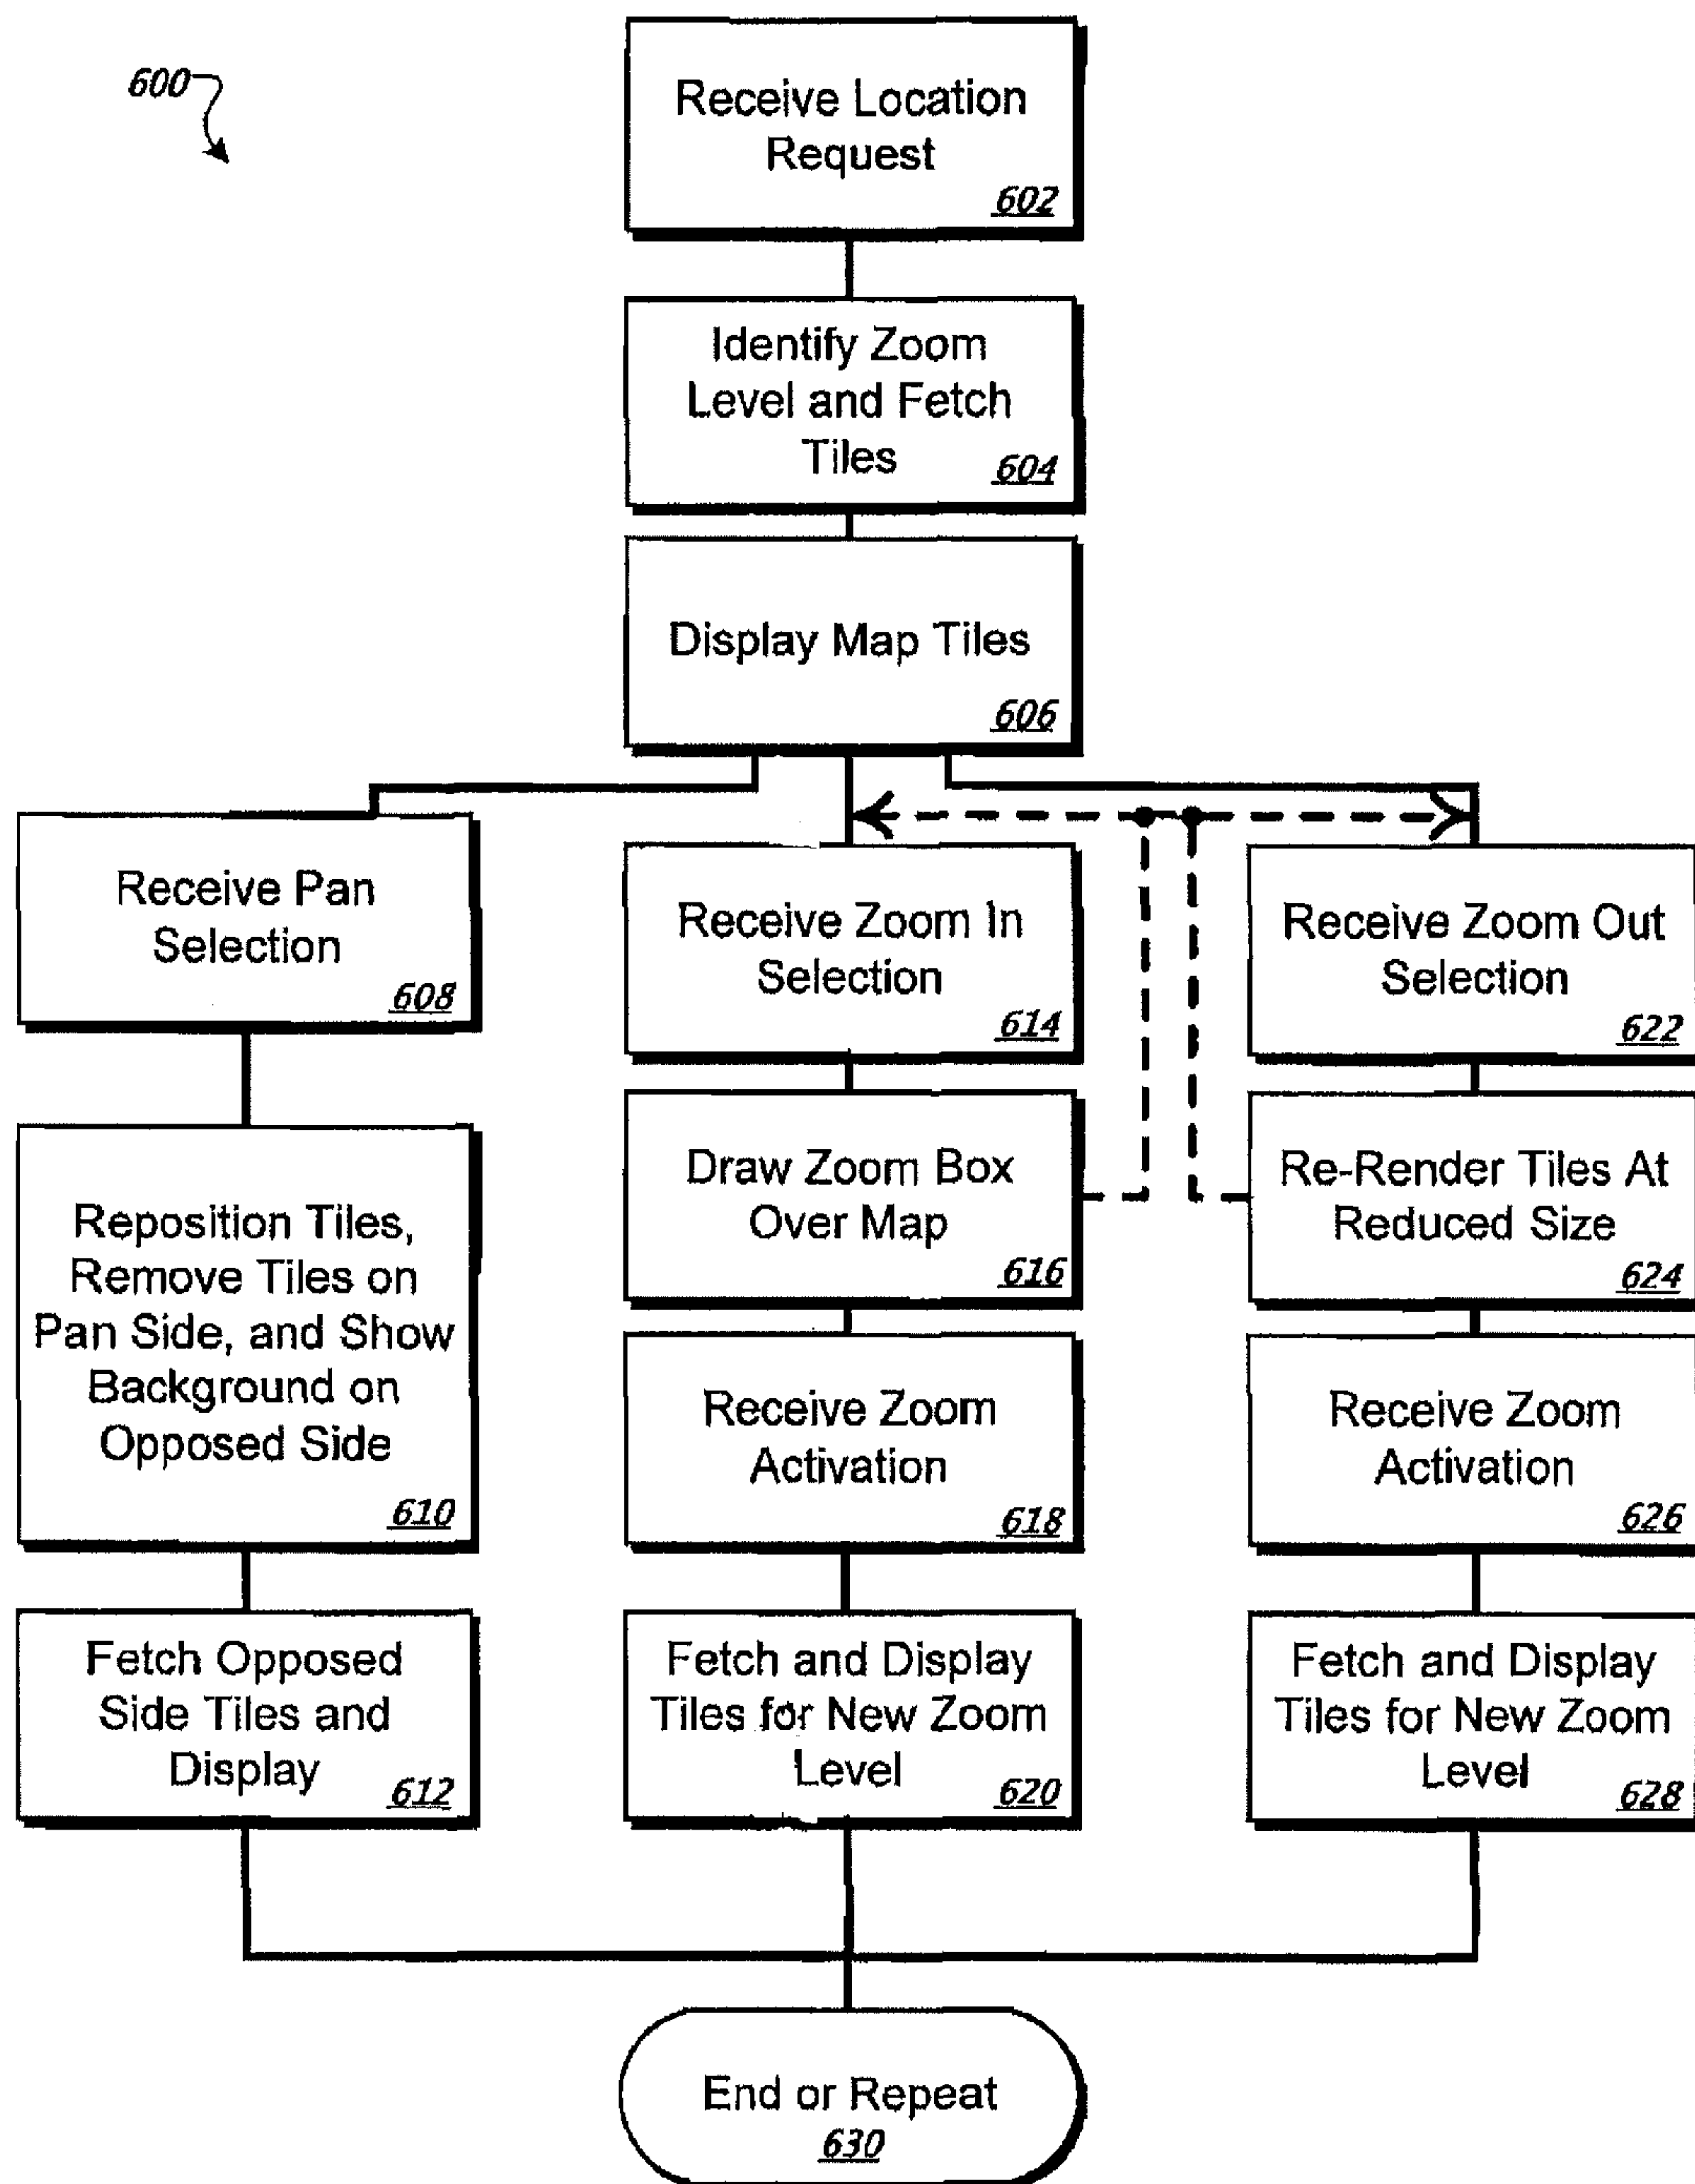 600
Receive Location
Request
602
Identify Zoom
Level and Fetch
Tiles
604
Display Map Tiles
606
Receive Pan
Selection
608
Reposition Tiles,
Remove Tiles on
Pan Side, and Show
Background on
Opposed Side
610
Fetch Opposed
Side Tiles and
Display
612
Receive Zoom In
Selection
614
Draw Zoom Box
Over Map
616
Receive Zoom
Activation
618
Fetch and Display
Tiles for New Zoom
Level
620
Receive Zoom Out
Selection
622
Re-Render Tiles At
Reduced Size
624
Receive Zoom
Activation
626
Fetch and Display
Tiles for New Zoom
Level
628
End or Repeat
630